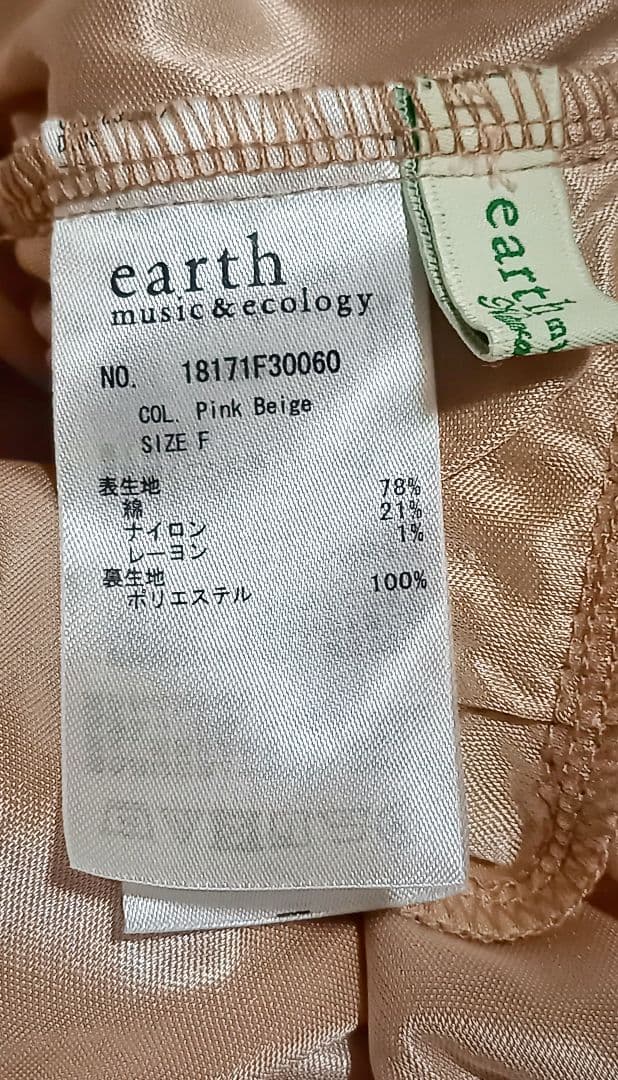 earth
music & ecology
NO. 18171F30060
COL. Pink Beige
SIZE F
表生地
綿 78%
ナイロン 21%
レーヨン 1%
裏生地
ポリエステル 100%
earth